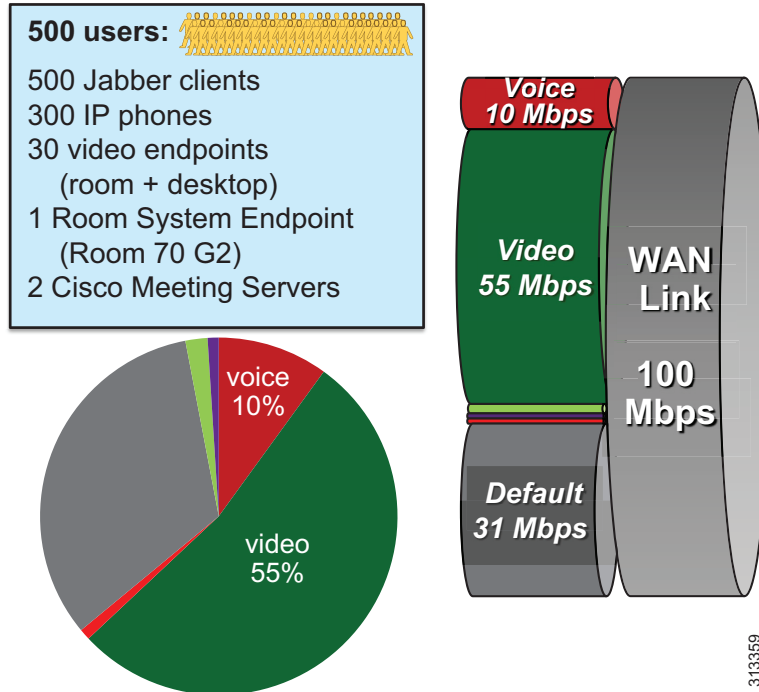 500 users:
500 Jabber clients
300 IP phones
30 video endpoints
(room + desktop)
1 Room System Endpoint
(Room 70 G2)
2 Cisco Meeting Servers
voice
10%
video
55%
Voice
10 Mbps
Video
55 Mbps
Default
31 Mbps
WAN
Link
100
Mbps
313359